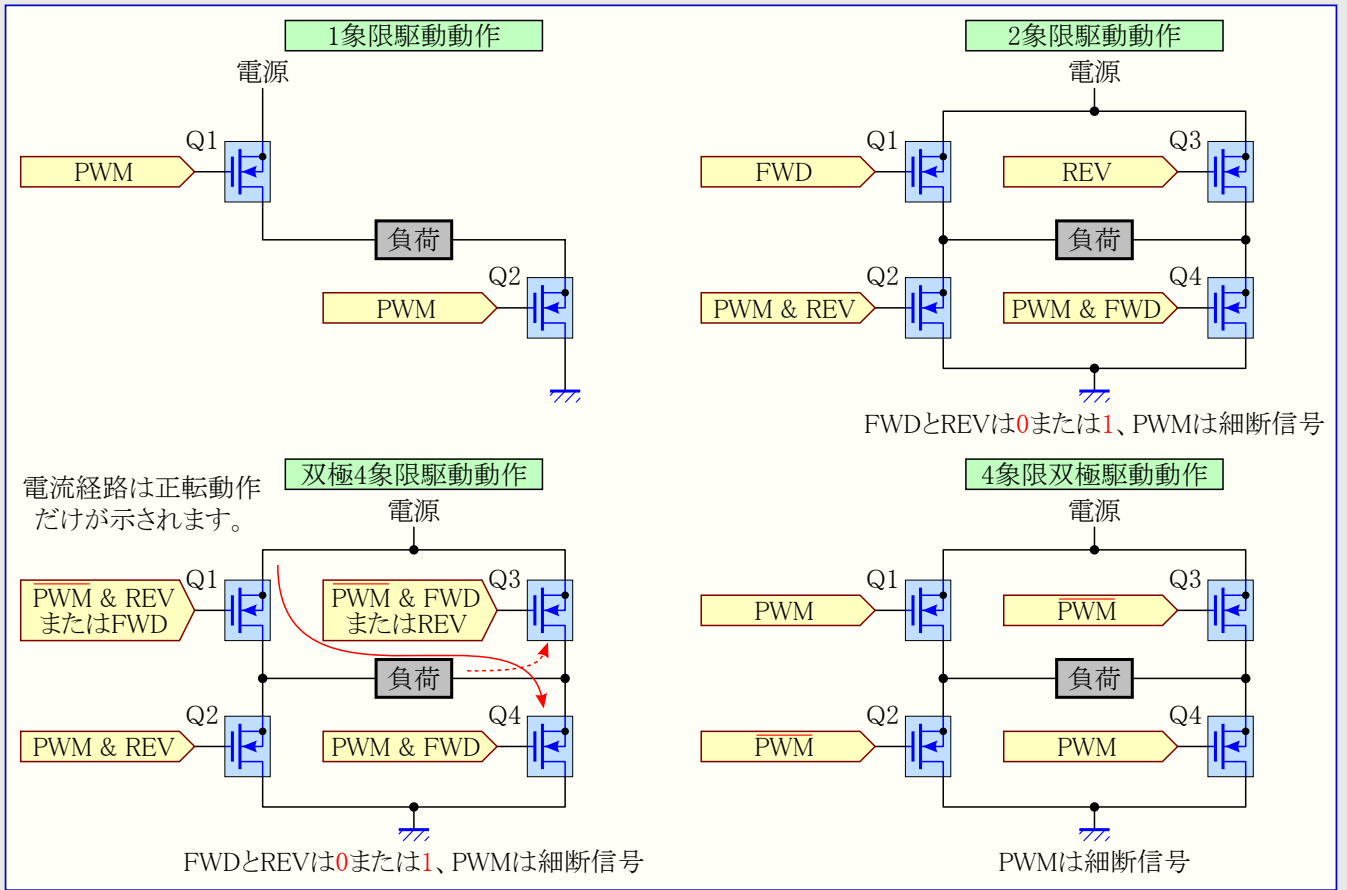 1象限駆動動作
電源
Q1
PWM
負荷
Q2
PWM
2象限駆動動作
電源
Q1
FWD
Q3
REV
負荷
Q2
PWM & REV
Q4
PWM & FWD
FWDとREVは0または1、PWMは細断信号
双極4象限駆動動作
電流経路は正転動作
だけが示されます。
電源
Q1
P̅W̅M̅ & REV
またはFWD
Q3
P̅W̅M̅ & FWD
またはREV
負荷
Q2
PWM & REV
Q4
PWM & FWD
FWDとREVは0または1、PWMは細断信号
4象限双極駆動動作
電源
Q1
PWM
Q3
P̅W̅M̅
負荷
Q2
P̅W̅M̅
Q4
PWM
PWMは細断信号